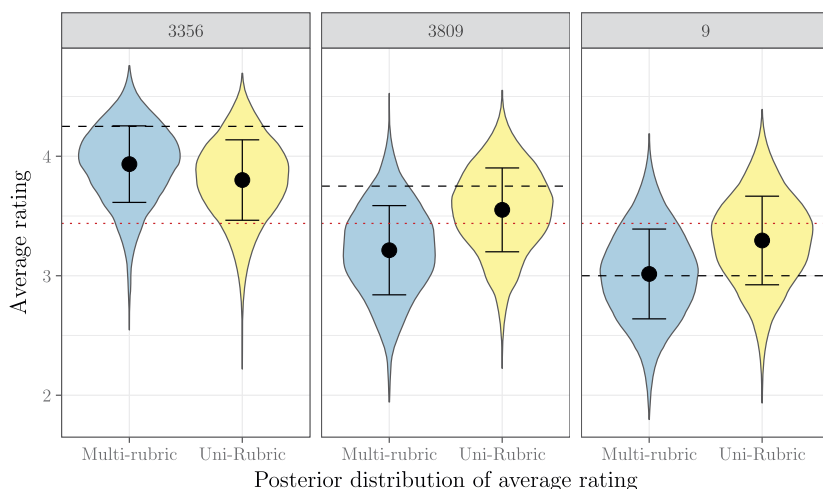 3356
3809
9
Average rating
4
3
2
Multi-rubric
Uni-Rubric
Multi-rubric
Uni-Rubric
Multi-rubric
Uni-Rubric
Posterior distribution of average rating